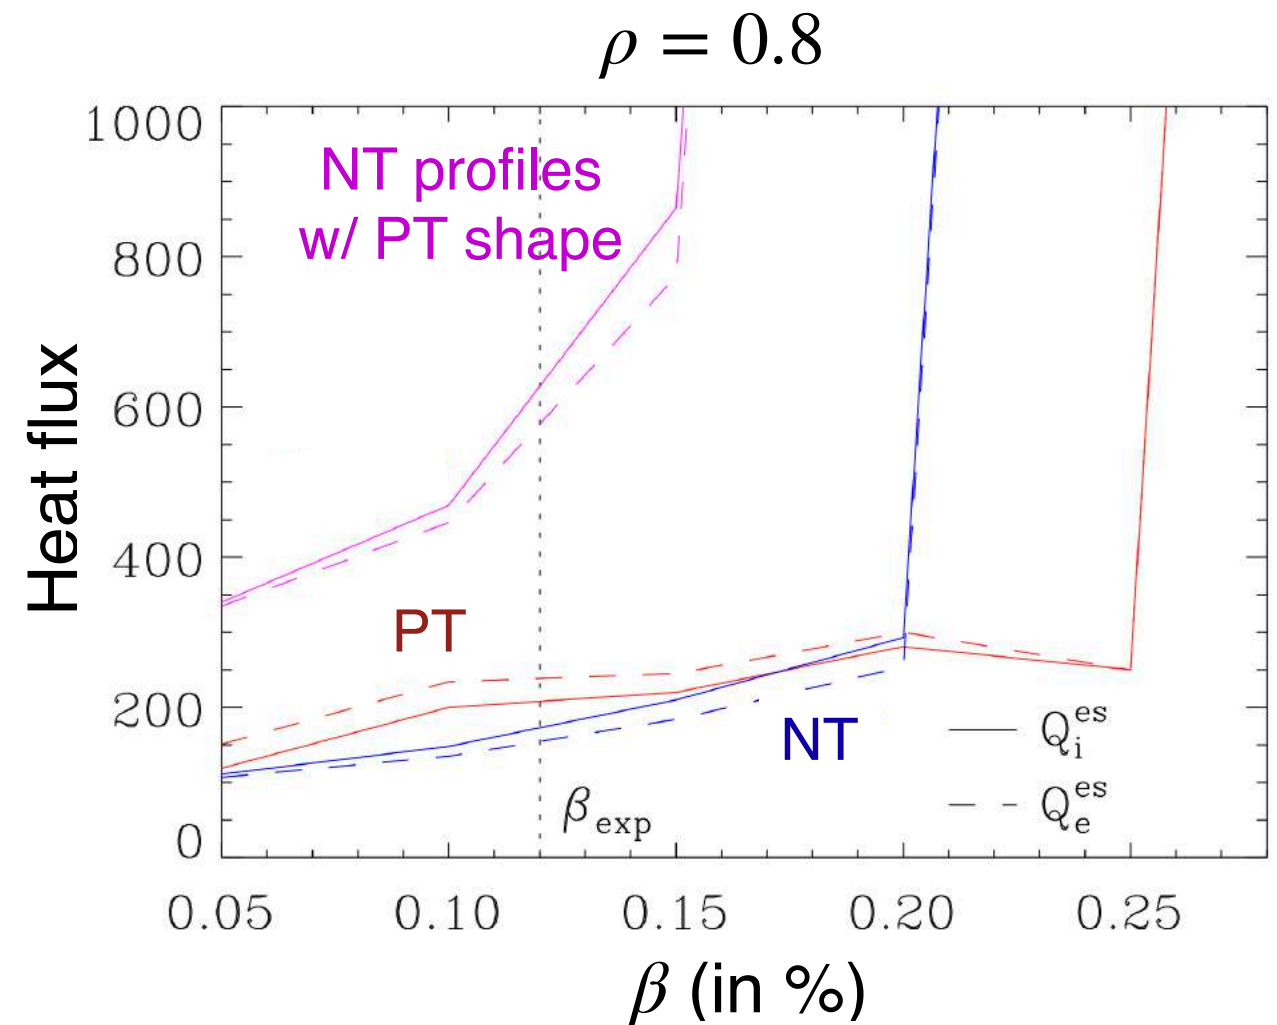 ρ = 0.8
1000
800
600
400
200
0
Heat flux
NT profiles
w/ PT shape
PT
NT
β_exp
Q_i^es
Q_e^es
0.05 0.10 0.15 0.20 0.25
β (in %)